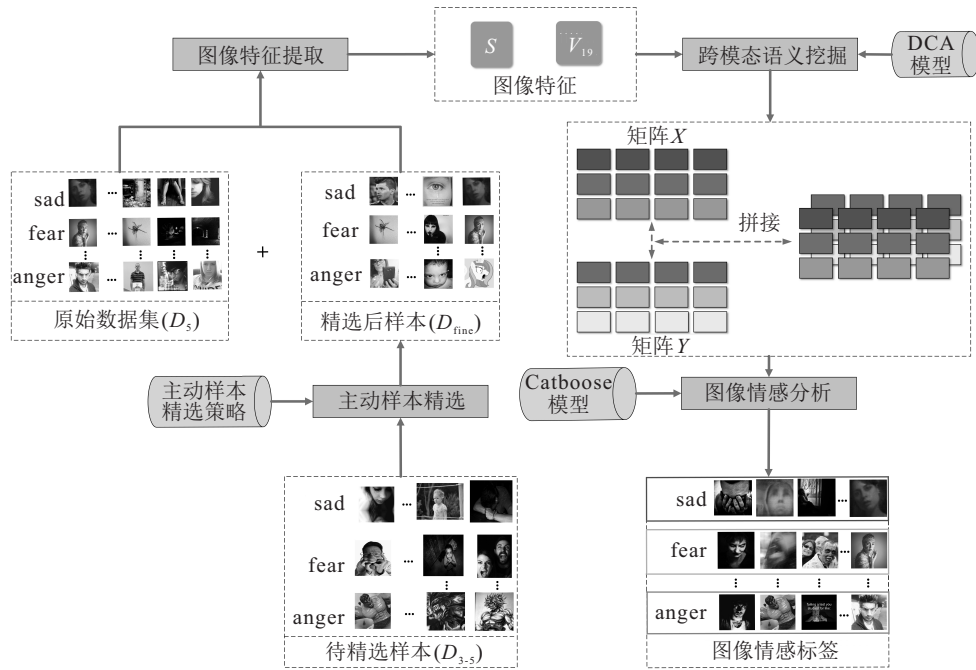 图像特征提取
S
V19
图像特征
跨模态语义挖掘
DCA
模型
sad
...
fear
...
anger
...
原始数据集(D5)
+
sad
...
fear
...
anger
...
精选后样本(Dfine)
矩阵X
拼接
矩阵Y
主动样本
精选策略
主动样本精选
Catboose
模型
图像情感分析
sad
...
fear
...
anger
...
待精选样本(D3-5)
sad
...
fear
...
anger
...
图像情感标签